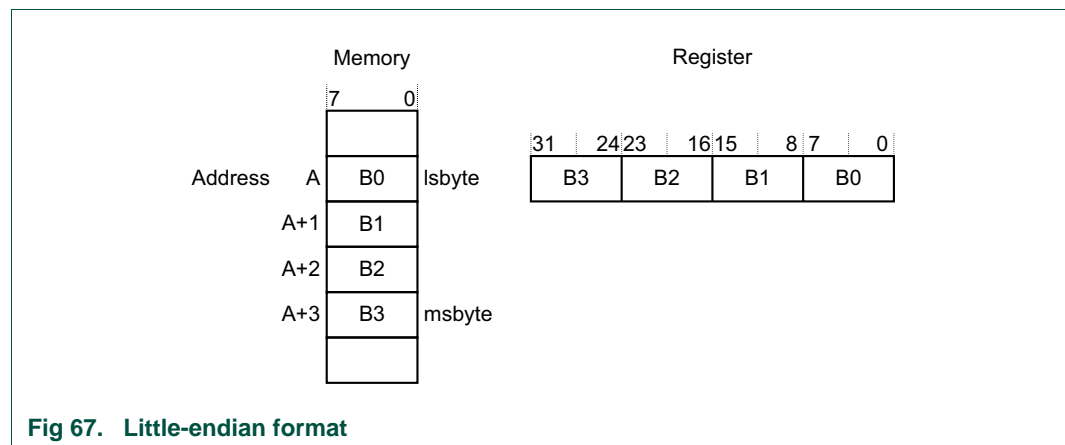 Memory
Register
7 0
31 24 23 16 15 8 7 0
Address A B0 lsbyte
B3 B2 B1 B0
A+1 B1
A+2 B2
A+3 B3 msbyte
Fig 67. Little-endian format